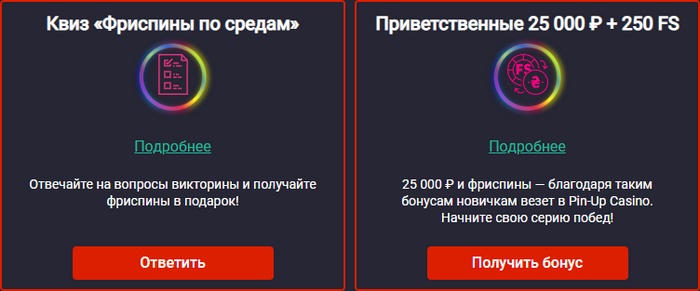 Квиз «Фриспины по средам»
Подробнее
Отвечайте на вопросы викторины и получайте
фриспины в подарок!
Ответить
Приветственные 25 000 ₽ + 250 FS
FS
₴
Подробнее
25 000 ₽ и фриспины — благодаря таким
бонусам новичкам везет в Pin-Up Casino.
Начните свою серию побед!
Получить бонус